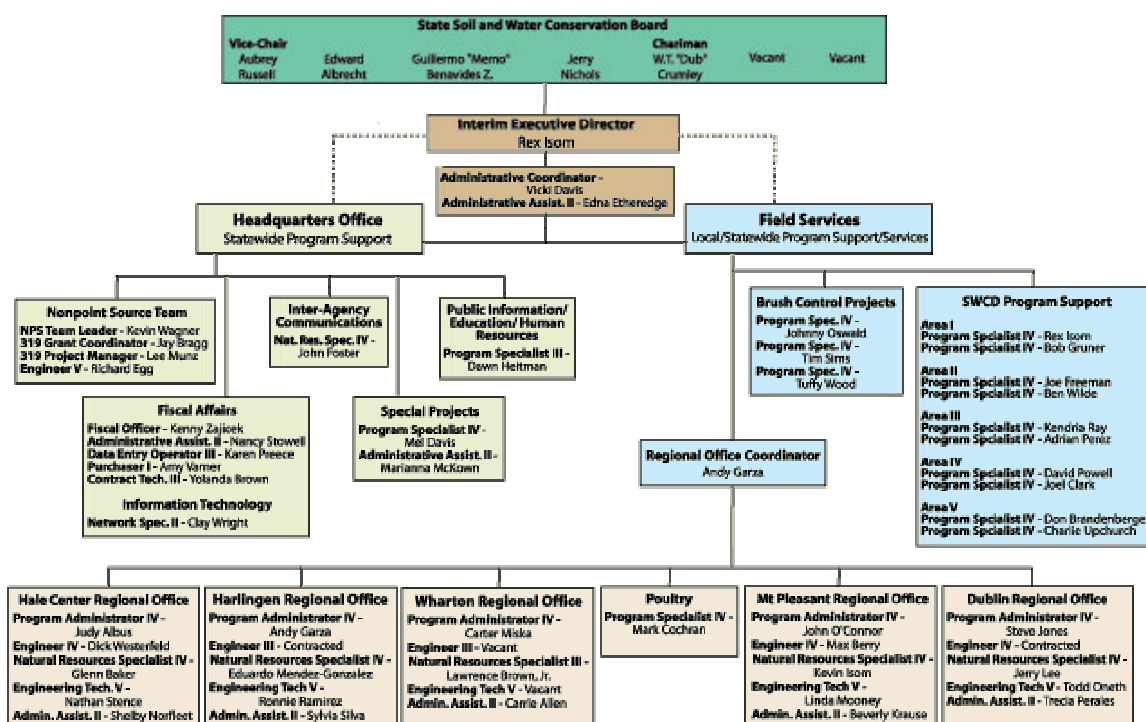 State Soil and Water Conservation Board
Vice-Chair
Aubrey
Russell
Edward
Albrecht
Guillermo "Memo"
Benavides Z.
Jerry
Nichols
Chariman
W.T. "Dub"
Crumley
Vacant
Vacant
Interim Executive Director
Rex Isom
Administrative Coordinator -
Vicki Davis
Administrative Assist. II - Edna Etheredge
Headquarters Office
Statewide Program Support
Field Services
Local/Statewide Program Support/Services
Nonpoint Source Team
NPS Team Leader - Kevin Wagner
319 Grant Coordinator - Jay Bragg
319 Project Manager - Lee Munz
Engineer V - Richard Egg
Inter-Agency
Communications
Nat. Res. Spec. IV -
John Foster
Public Information/
Education/ Human
Resources
Program Specialist III -
Dawn Heitman
Brush Control Projects
Program Spec. IV -
Johnny Oswald
Program Spec. IV -
Tim Sims
Program Spec. IV -
Tuffy Wood
SWCD Program Support
Area I
Program Spcialist IV - Rex Isom
Program Spcialist IV - Bob Gruner
Area II
Program Spcialist IV - Joe Freeman
Program Spcialist IV - Ben Wilde
Area III
Program Spcialist IV - Kendria Ray
Program Spcialist IV - Adrian Perez
Area IV
Program Spcialist IV - David Powell
Program Spcialist IV - Joel Clark
Area V
Program Spcialist IV - Don Brandenberge
Program Spcialist IV - Charlie Upchurch
Fiscal Affairs
Fiscal Officer - Kenny Zajicek
Administrative Assist. II - Nancy Stowell
Data Entry Operator III - Karen Preece
Purchaser I - Amy Varner
Contract Tech. III - Yolanda Brown
Information Technology
Network Spec. II - Clay Wright
Special Projects
Program Specialist IV -
Mel Davis
Administrative Assist. II -
Marianna McKown
Regional Office Coordinator
Andy Garza
Hale Center Regional Office
Program Administrator IV -
Judy Albus
Engineer IV - Dick Westerfeld
Natural Resources Specialist IV -
Glenn Baker
Engineering Tech. V -
Nathan Stence
Admin. Assist. II - Shelby Norfleet
Harlingen Regional Office
Program Administrator IV -
Andy Garza
Engineer III - Contracted
Natural Resources Specialist IV -
Eduardo Mendez-Gonzalez
Engineering Tech V -
Ronnie Ramirez
Admin. Assist. II - Sylvia Silva
Wharton Regional Office
Program Administrator IV -
Carter Miska
Engineer III - Vacant
Natural Resources Specialist III -
Lawrence Brown, Jr.
Engineering Tech V - Vacant
Admin. Assist. II - Carrie Allen
Poultry
Program Specialist IV -
Mark Cochran
Mt Pleasant Regional Office
Program Administrator IV -
John O'Connor
Engineer IV - Max Berry
Natural Resources Specialist IV -
Kevin Isom
Engineering Tech. V -
Linda Mooney
Admin. Assist. II - Beverly Krause
Dublin Regional Office
Program Administrator IV -
Steve Jones
Engineer IV - Contracted
Natural Resources Specialist IV -
Jerry Lee
Engineering Tech V - Todd Oneth
Admin. Assist. II - Trecia Perales